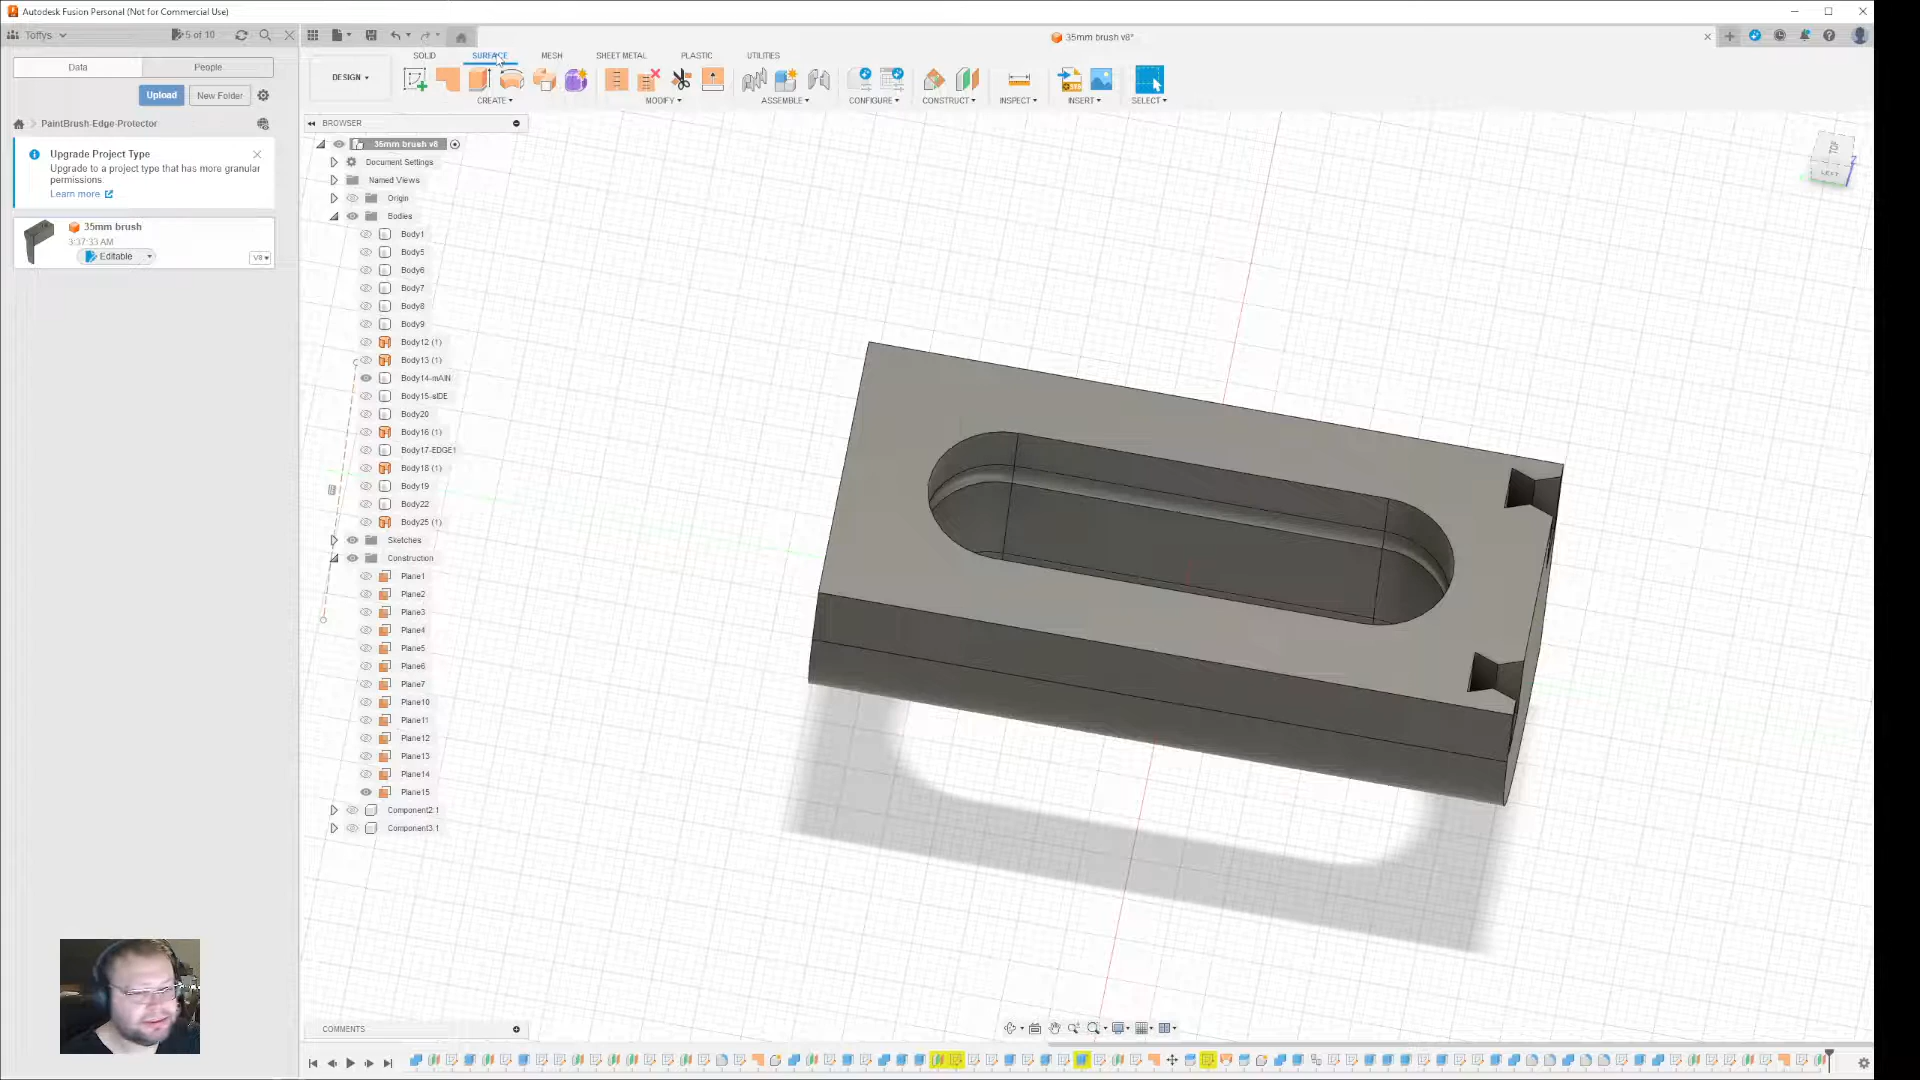 Autodesk Fusion Personal (Not for Commercial Use)
Toffys
5 of 10
35mm brush v8*
Data
People
SOLID
SURFACE
MESH
SHEET METAL
PLASTIC
UTILITIES
DESIGN
Upload
New Folder
CREATE
MODIFY
ASSEMBLE
CONFIGURE
CONSTRUCT
INSPECT
INSERT
SELECT
PaintBrush-Edge-Protector
BROWSER
Upgrade Project Type
Upgrade to a project type that has more granular
permissions.
Learn more
35mm brush
3:37:33 AM
Editable
V8
35mm brush v8
Document Settings
Named Views
Origin
Bodies
Body1
Body5
Body6
Body7
Body8
Body9
Body12 (1)
Body13 (1)
Body14-mAIN
Body15-sIDE
Body20
Body16 (1)
Body17-EDGE1
Body18 (1)
Body19
Body22
Body25 (1)
Sketches
Construction
Plane1
Plane2
Plane3
Plane4
Plane5
Plane6
Plane7
Plane10
Plane11
Plane12
Plane13
Plane14
Plane15
Component2:1
Component3:1
TOP
LEFT
Z
COMMENTS